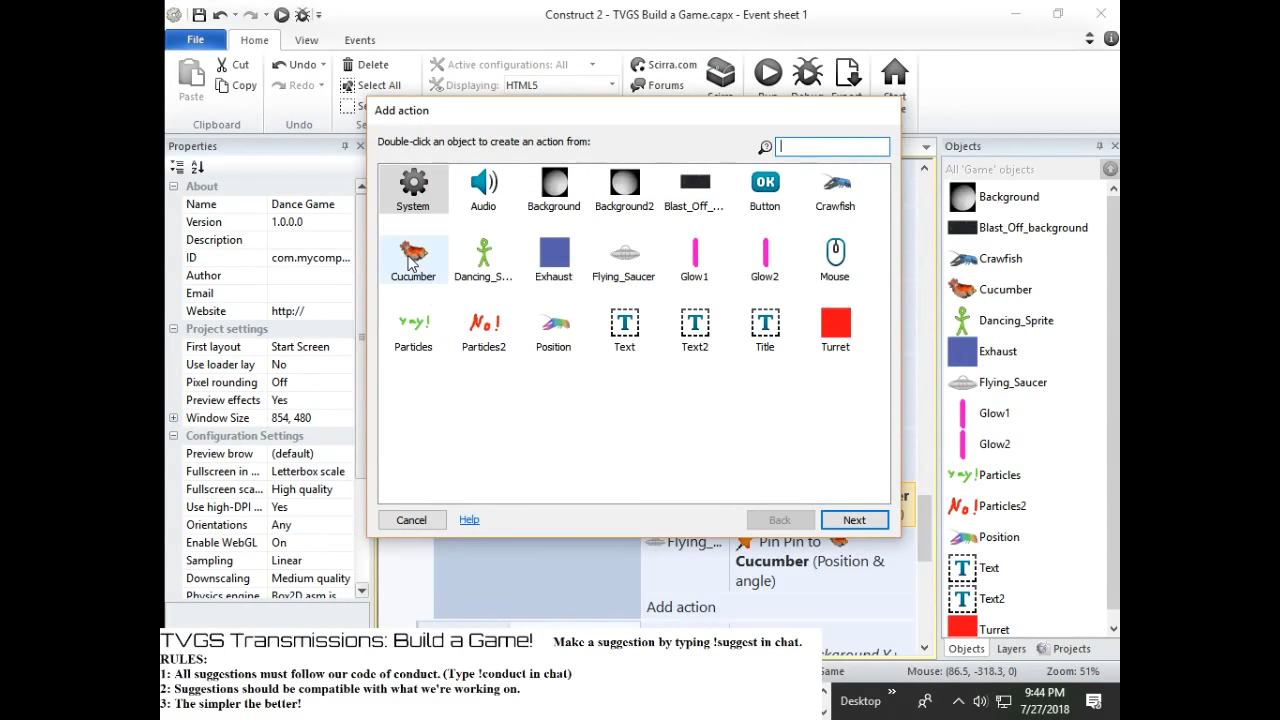 Construct 2 - TVGS Build a Game.capx - Event sheet 1
File Home View Events
Cut
Copy
Paste
Clipboard
Undo
Redo
Undo
Delete
Select All
Active configurations: All
Displaying: HTML5
Scirra.com
Forums
Add action
Double-click an object to create an action from:
System Audio Background Background2 Blast_Off_... Button Crawfish
Cucumber Dancing_S... Exhaust Flying_Saucer Glow1 Glow2 Mouse
Particles Particles2 Position Text Text2 Title Turret
Cancel Help Back Next
Properties
About
Name Dance Game
Version 1.0.0.0
Description
ID com.mycomp...
Author
Email
Website http://
Project settings
First layout Start Screen
Use loader lay No
Pixel rounding Off
Preview effects Yes
Window Size 854, 480
Configuration Settings
Preview brow (default)
Fullscreen in ... Letterbox scale
Fullscreen sca... High quality
Use high-DPI ... Yes
Orientations Any
Enable WebGL On
Sampling Linear
Downscaling Medium quality
Physics engine Box2D asm.js
Flying_... Pin Pin to
Cucumber (Position &
angle)
Add action
Objects
All 'Game' objects
Background
Blast_Off_background
Crawfish
Cucumber
Dancing_Sprite
Exhaust
Flying_Saucer
Glow1
Glow2
yay! Particles
No! Particles2
Position
Text
Text2
Turret
Objects Layers Projects
Mouse: (86.5, -318.3, 0) Zoom: 51%
TVGS Transmissions: Build a Game! Make a suggestion by typing !suggest in chat.
RULES:
1: All suggestions must follow our code of conduct. (Type !conduct in chat)
2: Suggestions should be compatible with what we're working on.
3: The simpler the better!
Desktop
9:44 PM
7/27/2018